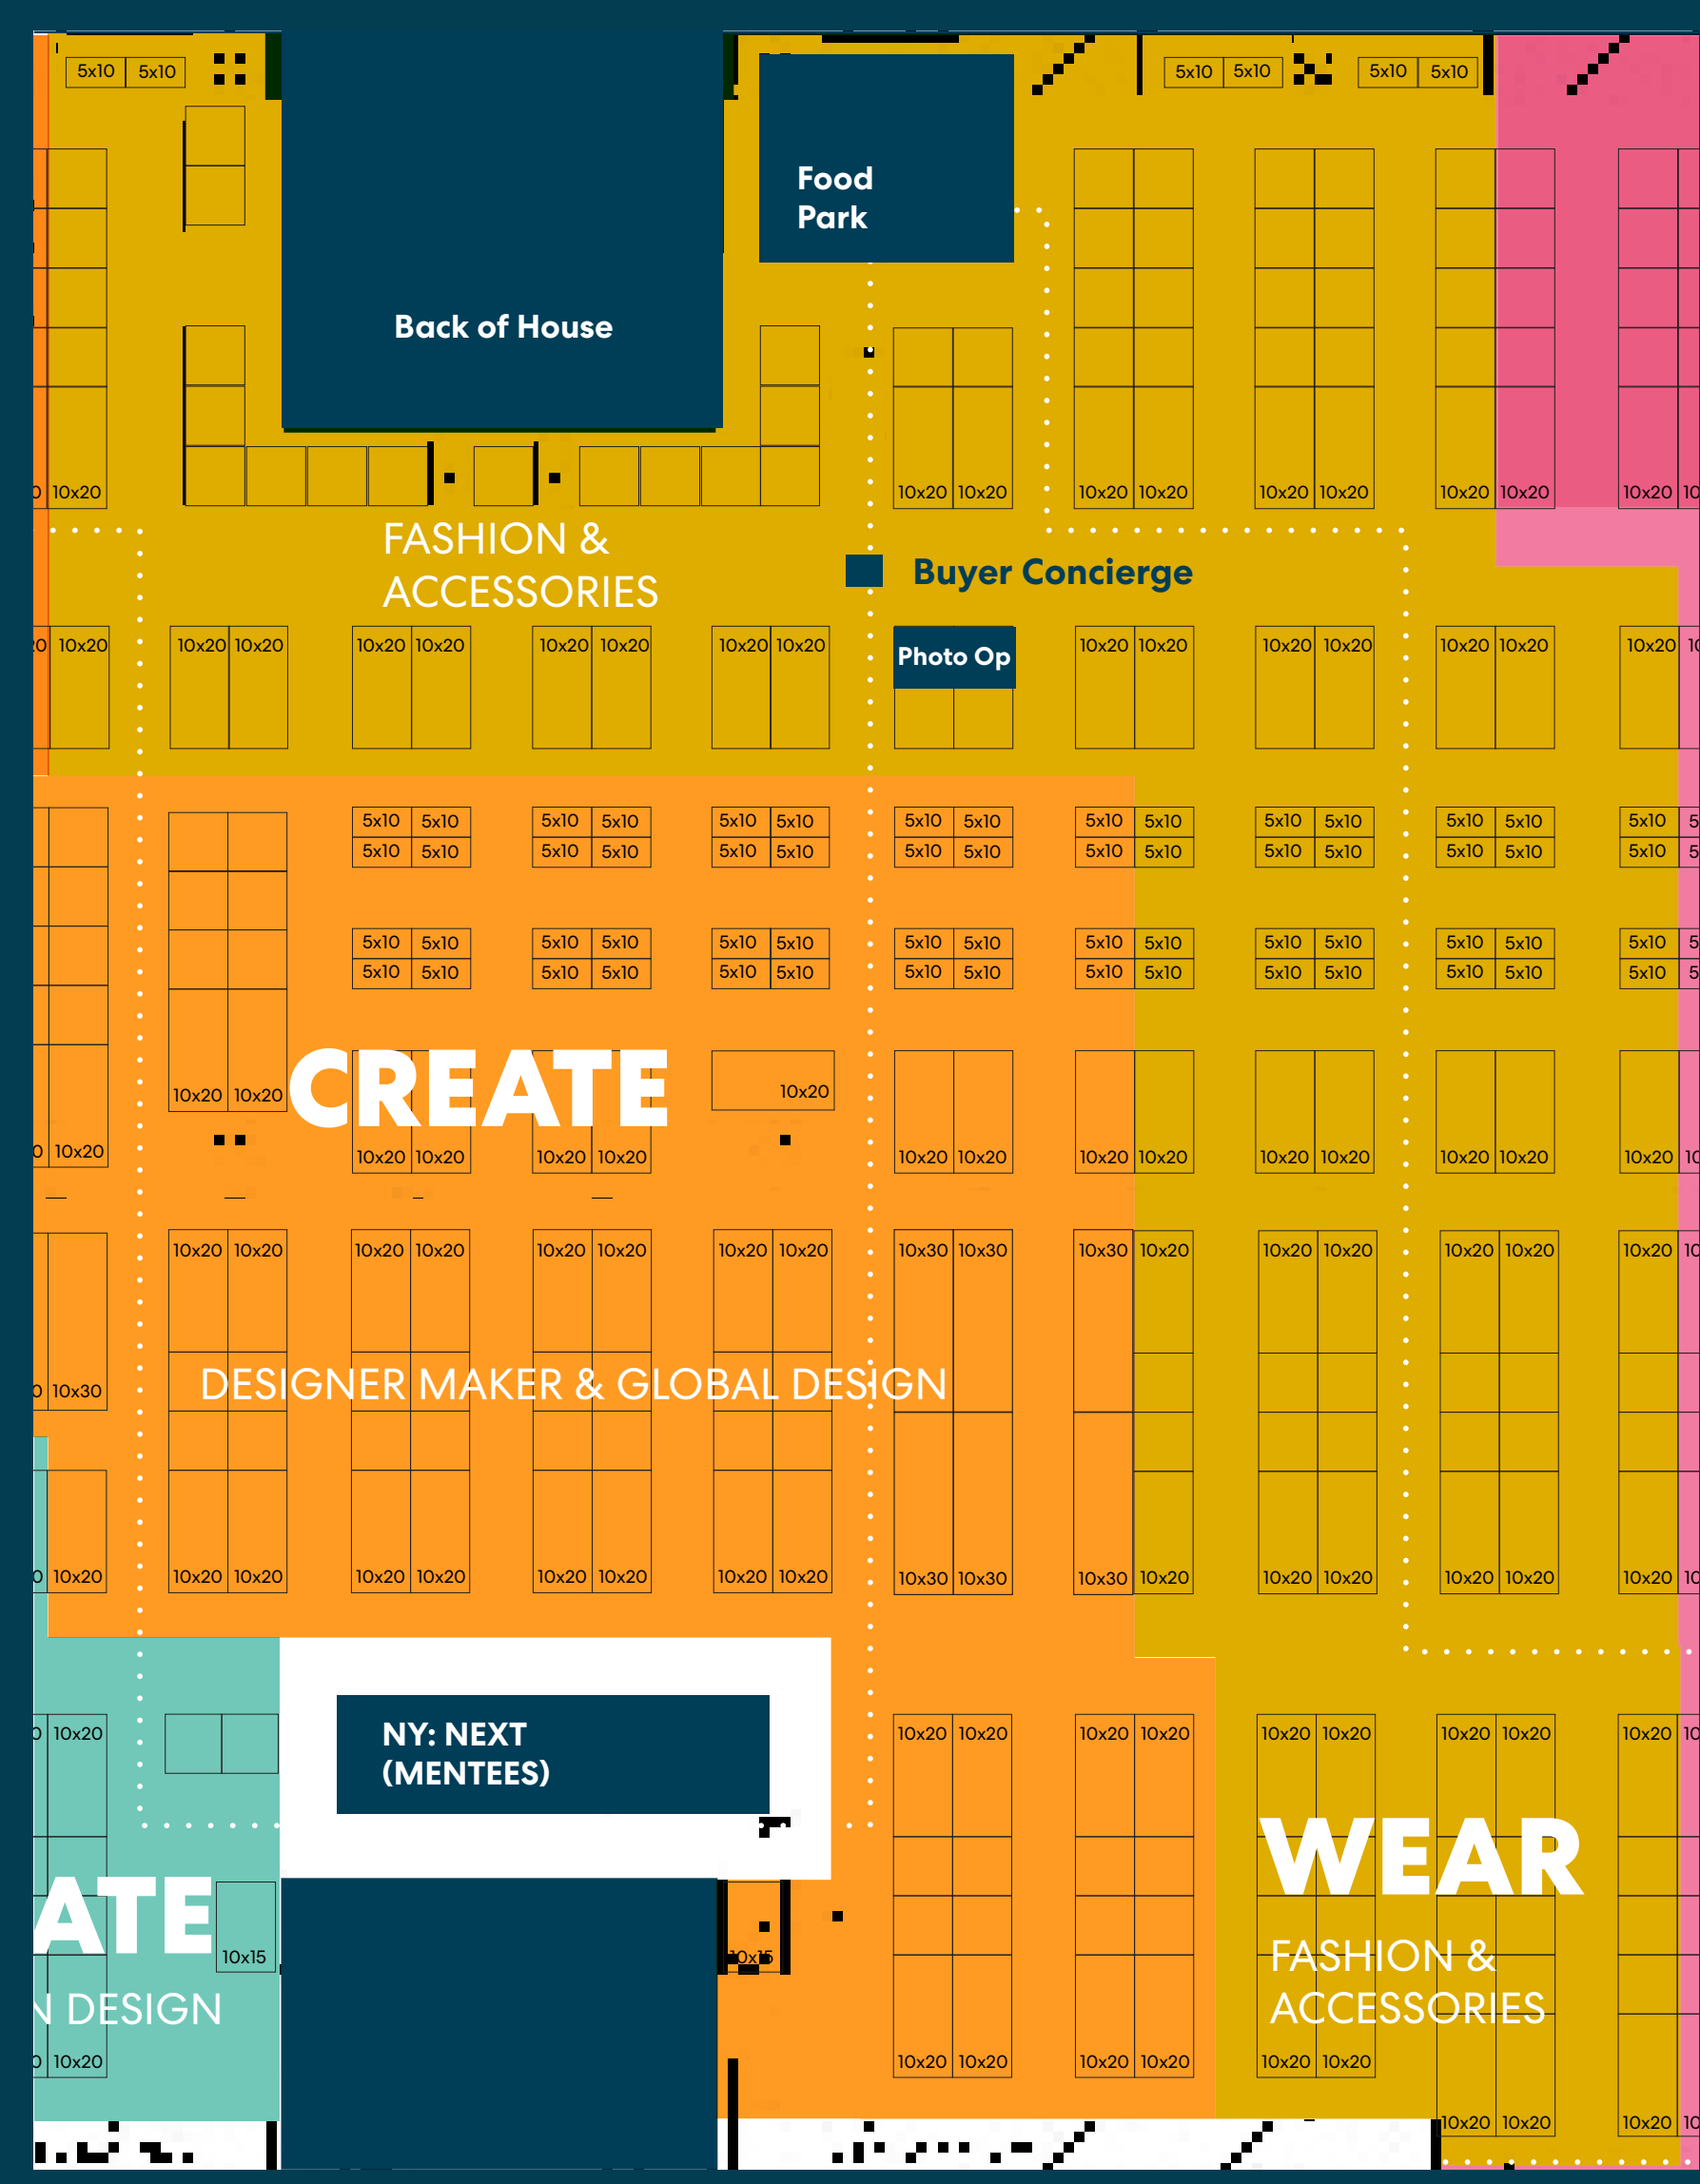 5x10 5x10 5x10 5x10 5x10 5x10
Food
Park
Back of House
10x20 10x20 10x20 10x20 10x20 10x20 10x20 10x20 10x20 10x20
FASHION &
ACCESSORIES
Buyer Concierge
10x20 10x20 10x20 10x20 10x20 10x20 10x20 10x20 10x20 Photo Op 10x20 10x20 10x20 10x20 10x20 10x20 10x20
5x10 5x10 5x10 5x10 5x10 5x10 5x10 5x10 5x10 5x10 5x10 5x10 5x10 5x10 5x10
5x10 5x10 5x10 5x10 5x10 5x10 5x10 5x10 5x10 5x10 5x10 5x10 5x10 5x10 5x10
5x10 5x10 5x10 5x10 5x10 5x10 5x10 5x10 5x10 5x10 5x10 5x10 5x10 5x10 5x10
5x10 5x10 5x10 5x10 5x10 5x10 5x10 5x10 5x10 5x10 5x10 5x10 5x10 5x10 5x10
CREATE
10x20 10x20 10x20
10x20 10x20 10x20 10x20 10x20 10x20 10x20 10x20 10x20 10x20 10x20 10x20 10x20 10x20
10x20 10x20 10x20 10x20 10x20 10x20 10x20 10x20 10x30 10x30 10x30 10x20 10x20 10x20 10x20 10x20 10x20
DESIGNER MAKER & GLOBAL DESIGN
10x30
10x20 10x20 10x20 10x20 10x20 10x20 10x20 10x20 10x20 10x30 10x30 10x30 10x20 10x20 10x20 10x20 10x20 10x20
NY: NEXT
(MENTEES)
10x20 10x20 10x20 10x20 10x20 10x20 10x20 10x20 10x20 10x20
WEAR
ATE
10x15 10x15
FASHION &
ACCESSORIES
N DESIGN
10x20 10x20 10x20 10x20 10x20 10x20 10x20
10x20 10x20 10x20